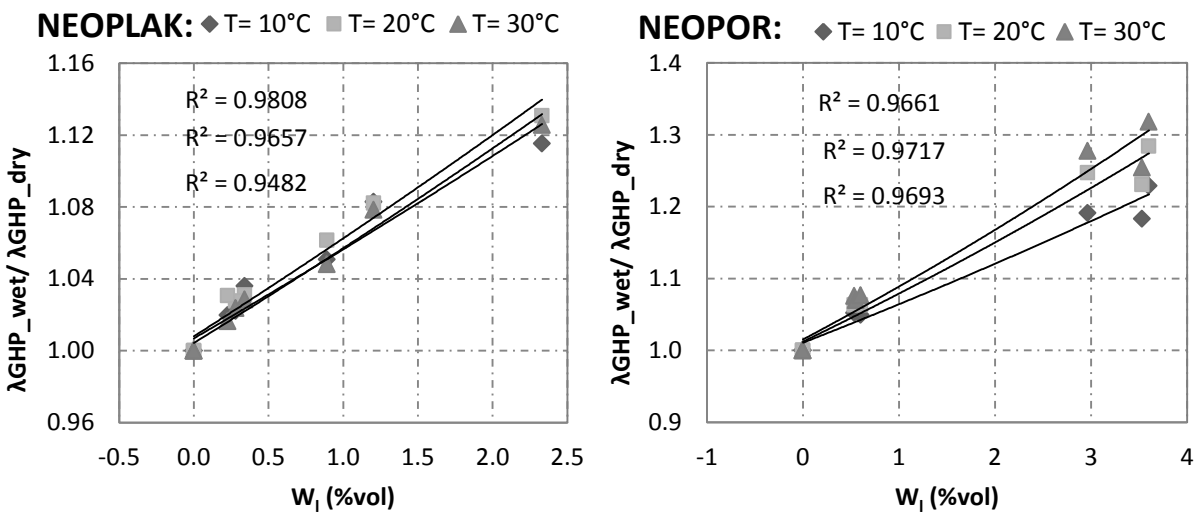 NEOPLAK: T= 10°C T= 20°C T= 30°C
1.16
1.12
1.08
1.04
1.00
0.96
λGHP_wet/ λGHP_dry
R² = 0.9808
R² = 0.9657
R² = 0.9482
-0.5 0.0 0.5 1.0 1.5 2.0 2.5
Wl (%vol)
NEOPOR: T= 10°C T= 20°C T= 30°C
1.4
1.3
1.2
1.1
1.0
0.9
λGHP_wet/ λGHP_dry
R² = 0.9661
R² = 0.9717
R² = 0.9693
-1 0 1 2 3 4
Wl (%vol)